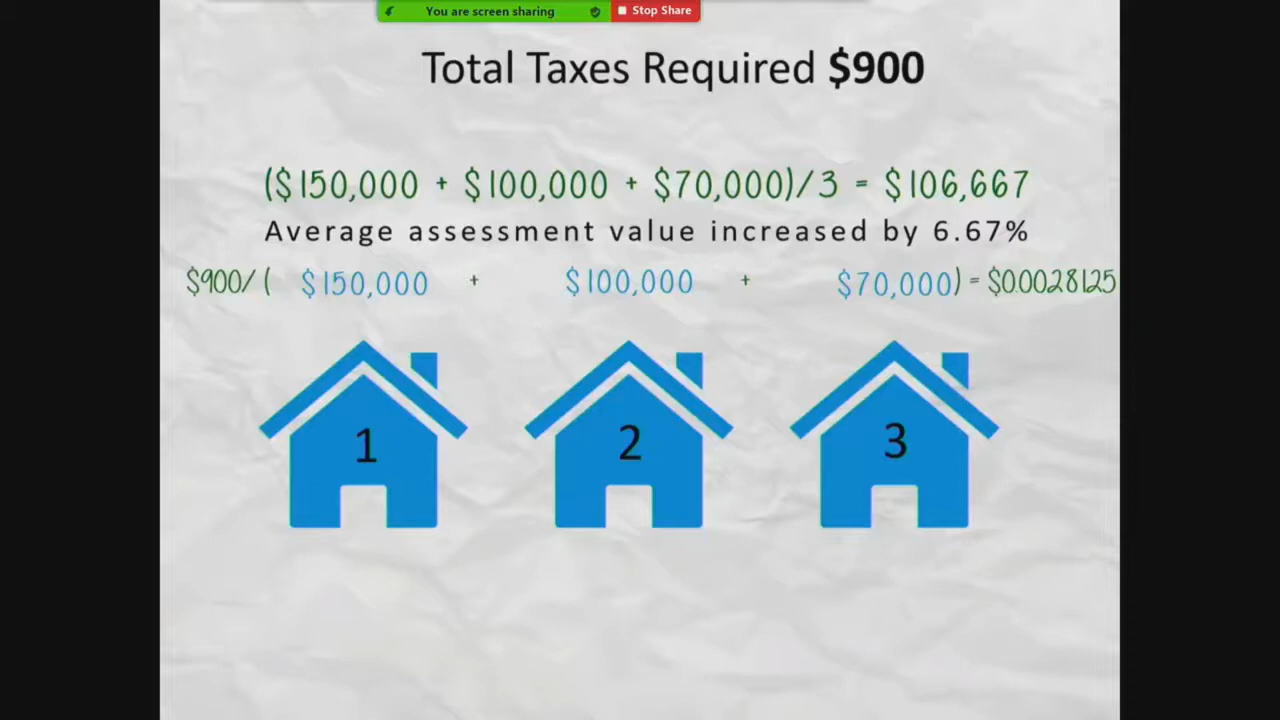 You are screen sharing Stop Share
Total Taxes Required $900
($150,000 + $100,000 + $70,000)/3 = $106,667
Average assessment value increased by 6.67%
$900/( $150,000 + $100,000 + $70,000) = $0.0028125
1 2 3